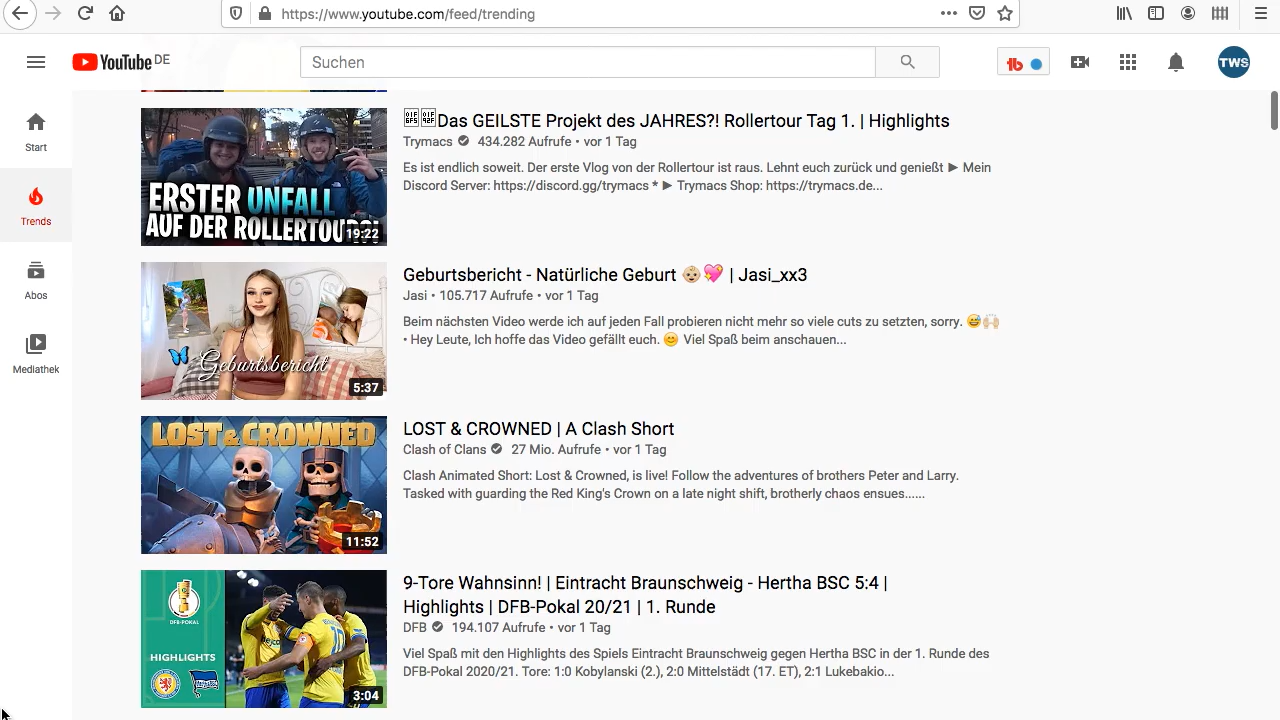 https://www.youtube.com/feed/trending
YouTube DE
Suchen
TWS
Start
Trends
Abos
Mediathek
ERSTER UNFALL
AUF DER ROLLERTOUR
19:22
Das GEILSTE Projekt des JAHRES?! Rollertour Tag 1. | Highlights
Trymacs 434.282 Aufrufe • vor 1 Tag
Es ist endlich soweit. Der erste Vlog von der Rollertour ist raus. Lehnt euch zurück und genießt ► Mein
Discord Server: https://discord.gg/trymacs * ► Trymacs Shop: https://trymacs.de...
Geburtsbericht
5:37
Geburtsbericht - Natürliche Geburt 👶🏼💖 | Jasi_xx3
Jasi • 105.717 Aufrufe • vor 1 Tag
Beim nächsten Video werde ich auf jeden Fall probieren nicht mehr so viele cuts zu setzten, sorry. 😅🙌🏼
• Hey Leute, Ich hoffe das Video gefällt euch. 😊 Viel Spaß beim anschauen...
LOST & CROWNED
11:52
LOST & CROWNED | A Clash Short
Clash of Clans 27 Mio. Aufrufe • vor 1 Tag
Clash Animated Short: Lost & Crowned, is live! Follow the adventures of brothers Peter and Larry.
Tasked with guarding the Red King's Crown on a late night shift, brotherly chaos ensues......
DFB-POKAL
HIGHLIGHTS
3:04
9-Tore Wahnsinn! | Eintracht Braunschweig - Hertha BSC 5:4 |
Highlights | DFB-Pokal 20/21 | 1. Runde
DFB 194.107 Aufrufe • vor 1 Tag
Viel Spaß mit den Highlights des Spiels Eintracht Braunschweig gegen Hertha BSC in der 1. Runde des
DFB-Pokal 2020/21. Tore: 1:0 Kobylanski (2.), 2:0 Mittelstädt (17. ET), 2:1 Lukebakio...